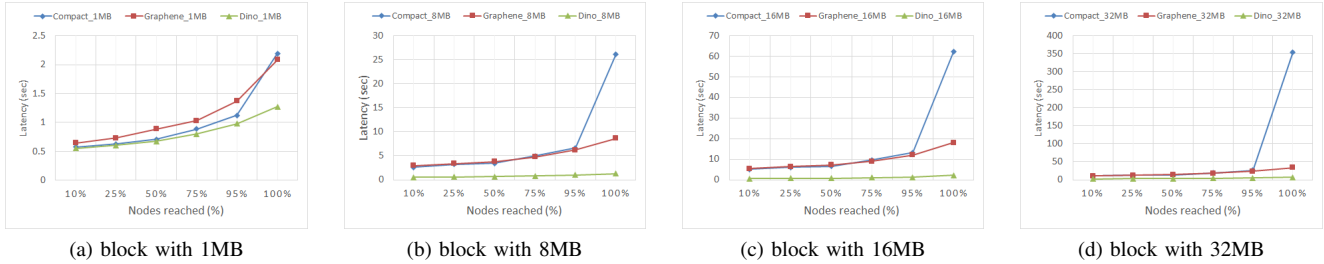 Compact_1MB Graphene_1MB Dino_1MB
2.5
2
1.5
1
0.5
0
Latency (sec)
10% 25% 50% 75% 95% 100%
Nodes reached (%)
(a) block with 1MB
Compact_8MB Graphene_8MB Dino_8MB
30
25
20
15
10
5
0
Latency (sec)
10% 25% 50% 75% 95% 100%
Nodes reached (%)
(b) block with 8MB
Compact_16MB Graphene_16MB Dino_16MB
70
60
50
40
30
20
10
0
Latency (sec)
10% 25% 50% 75% 95% 100%
Nodes reached (%)
(c) block with 16MB
Compact_32MB Graphene_32MB Dino_32MB
400
350
300
250
200
150
100
50
0
Latency (sec)
10% 25% 50% 75% 95% 100%
Nodes reached (%)
(d) block with 32MB